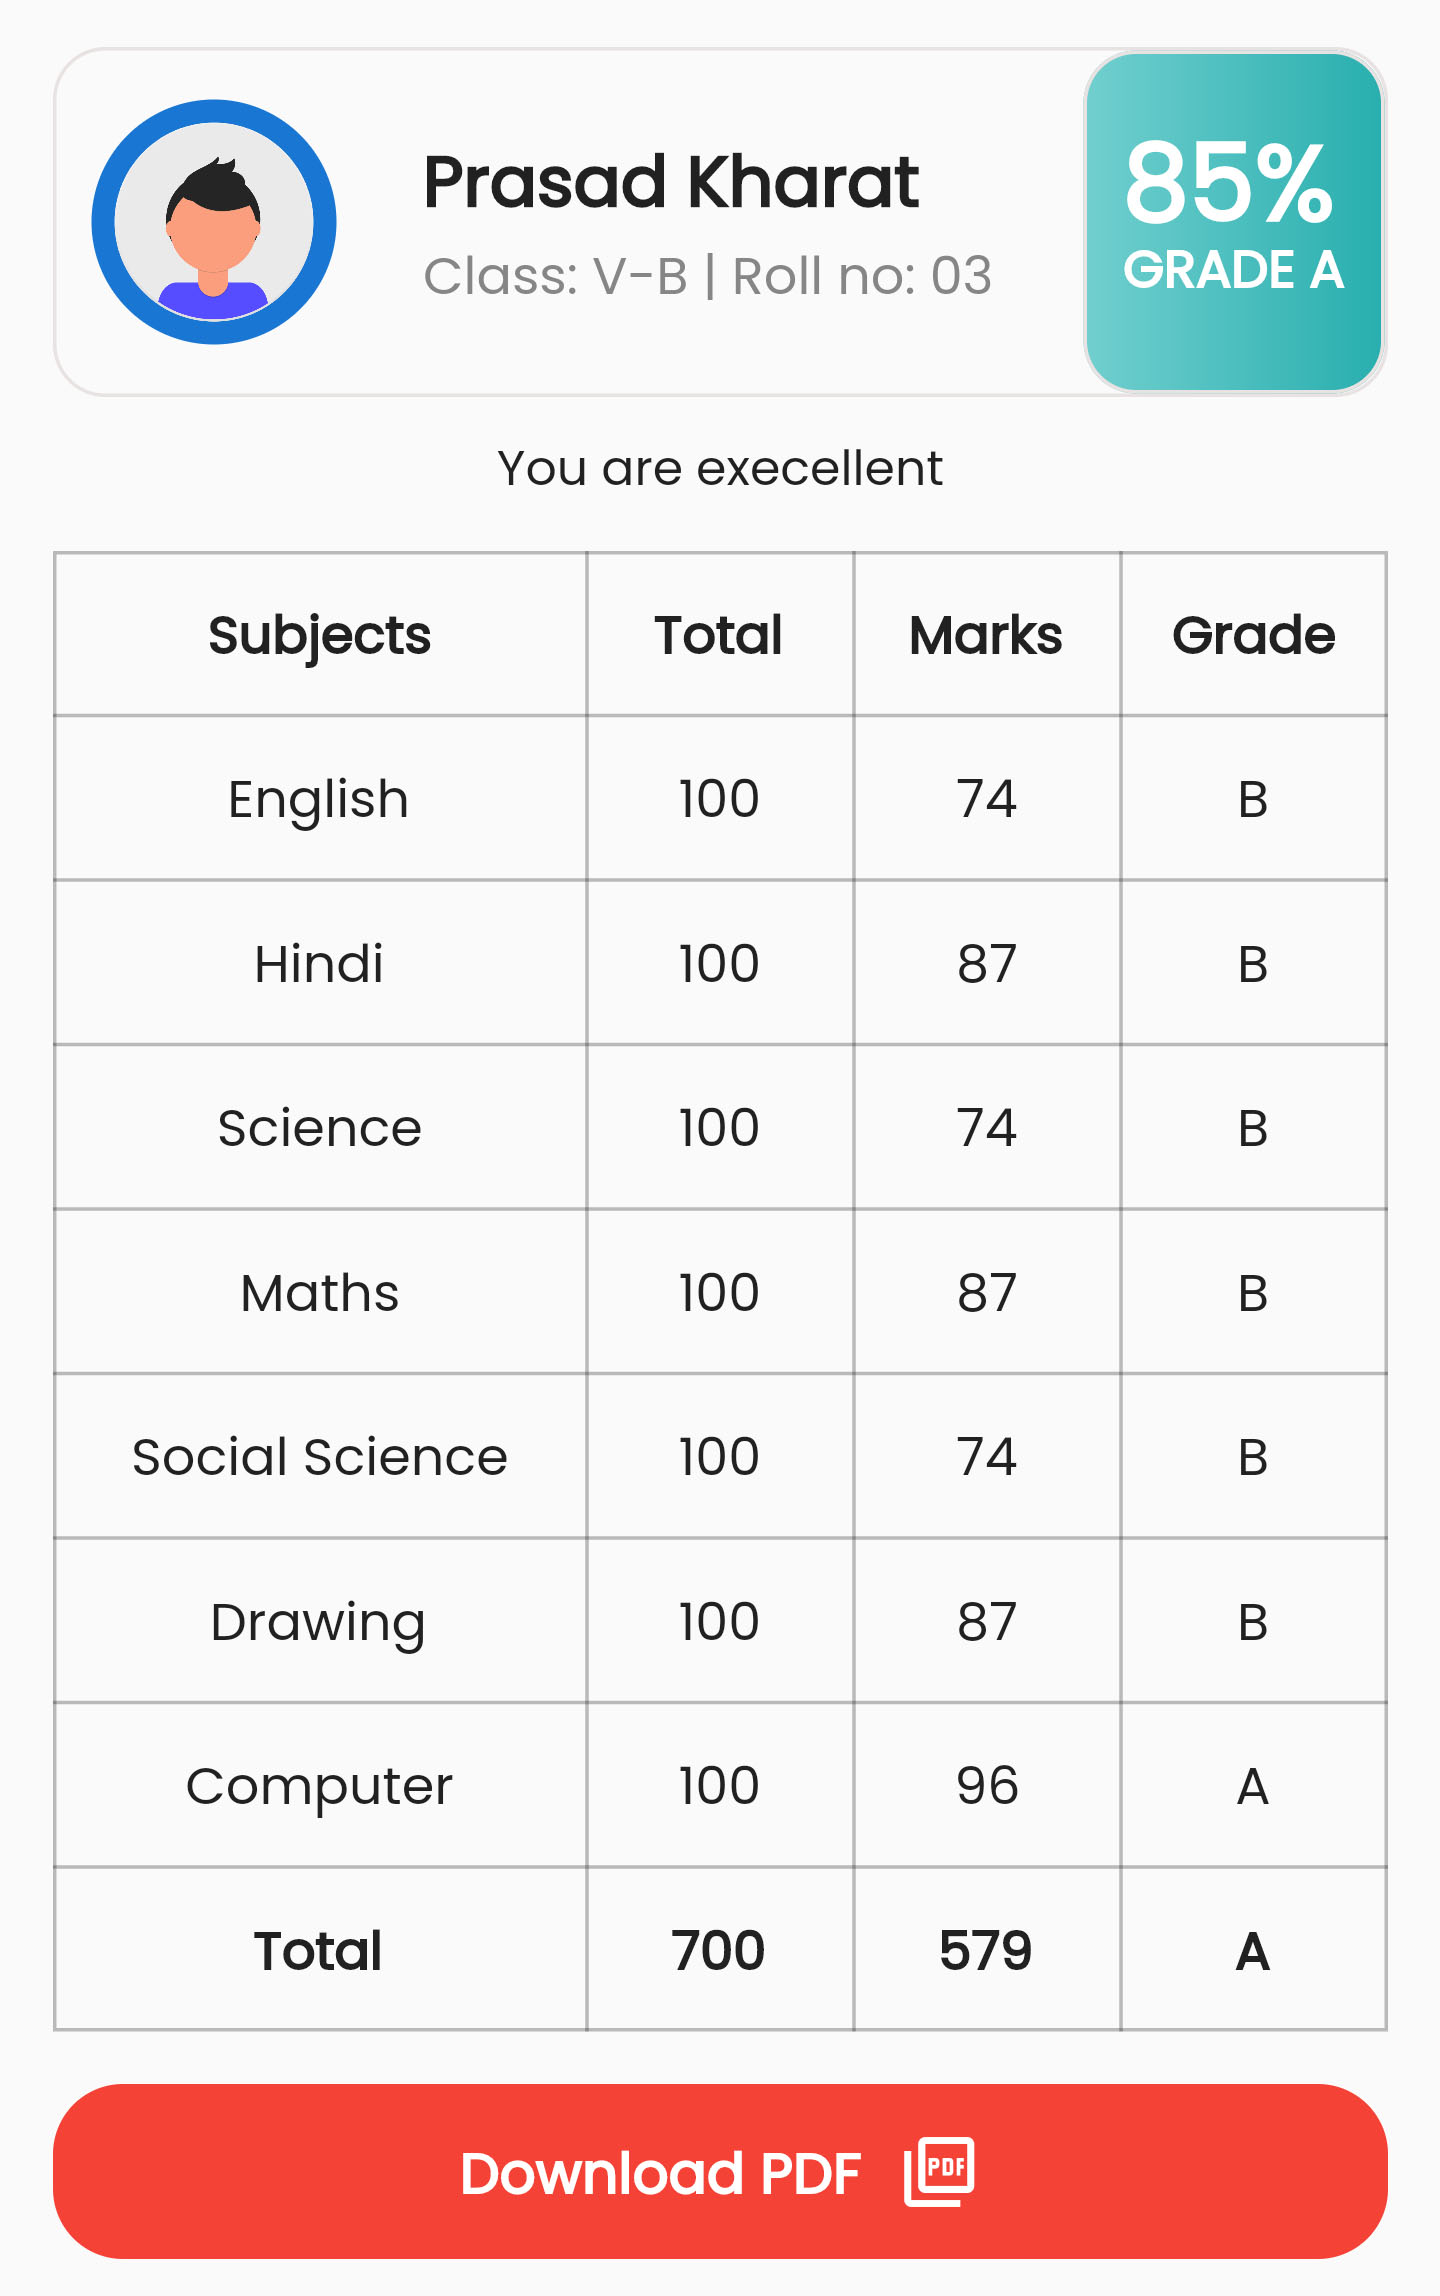 Prasad Kharat
Class: V-B | Roll no: 03
85%
GRADE A
You are execellent
Subjects Total Marks Grade
English 100 74 B
Hindi 100 87 B
Science 100 74 B
Maths 100 87 B
Social Science 100 74 B
Drawing 100 87 B
Computer 100 96 A
Total 700 579 A
Download PDF PDF